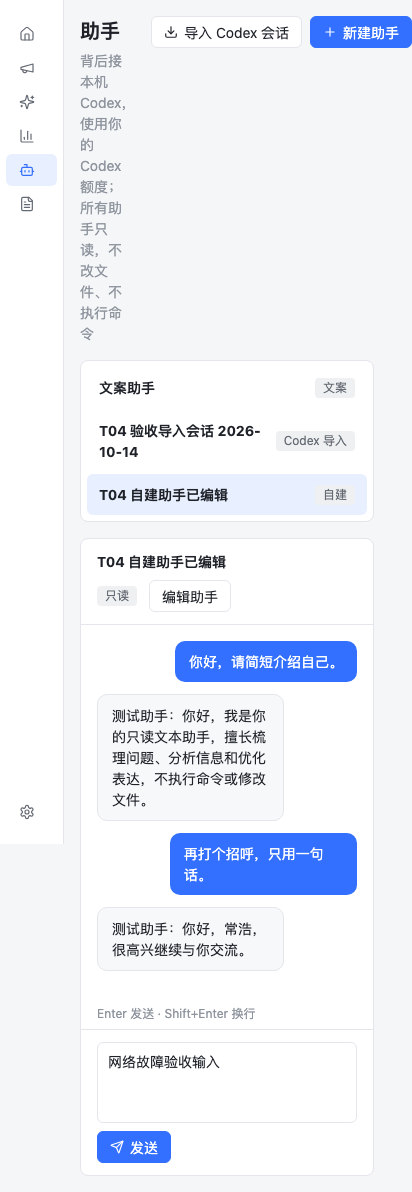 助手
导入 Codex 会话
新建助手
背后接
本机
Codex,
使用你
的
Codex
额度；
所有助
手只
读，不
改文
件、不
执行命
令
文案助手
文案
T04 验收导入会话 2026-
10-14
Codex 导入
T04 自建助手已编辑
自建
T04 自建助手已编辑
只读
编辑助手
你好，请简短介绍自己。
测试助手：你好，我是你
的只读文本助手，擅长梳
理问题、分析信息和优化
表达，不执行命令或修改
文件。
再打个招呼，只用一句
话。
测试助手：你好，常浩，
很高兴继续与你交流。
Enter 发送 · Shift+Enter 换行
网络故障验收输入
发送